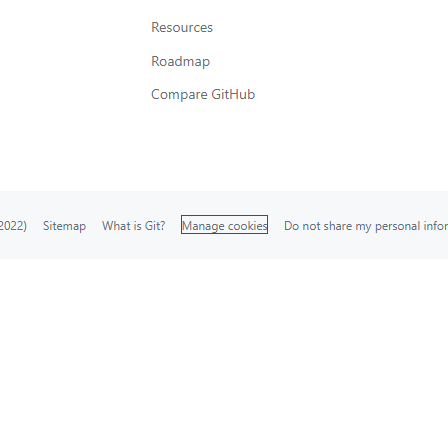 Resources
Roadmap
Compare GitHub
2022) Sitemap What is Git? Manage cookies Do not share my personal infor